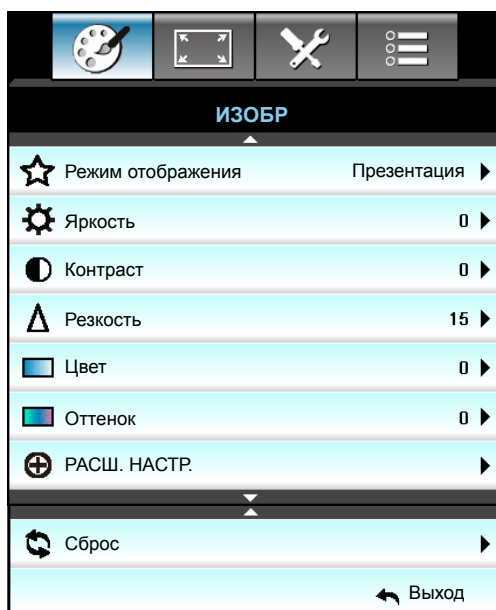 ИЗОБР
Режим отображения Презентация
Яркость 0
Контраст 0
Резкость 15
Цвет 0
Оттенок 0
РАСШ. НАСТР.
Сброс
Выход